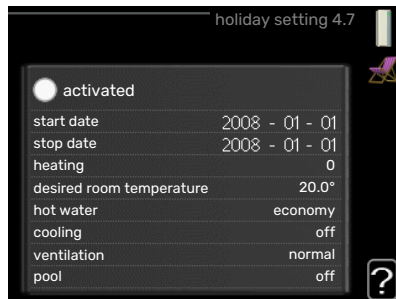 holiday setting 4.7
activated
start date 2008 - 01 - 01
stop date 2008 - 01 - 01
heating 0
desired room temperature 20.0°
hot water economy
cooling off
ventilation normal
pool off
?